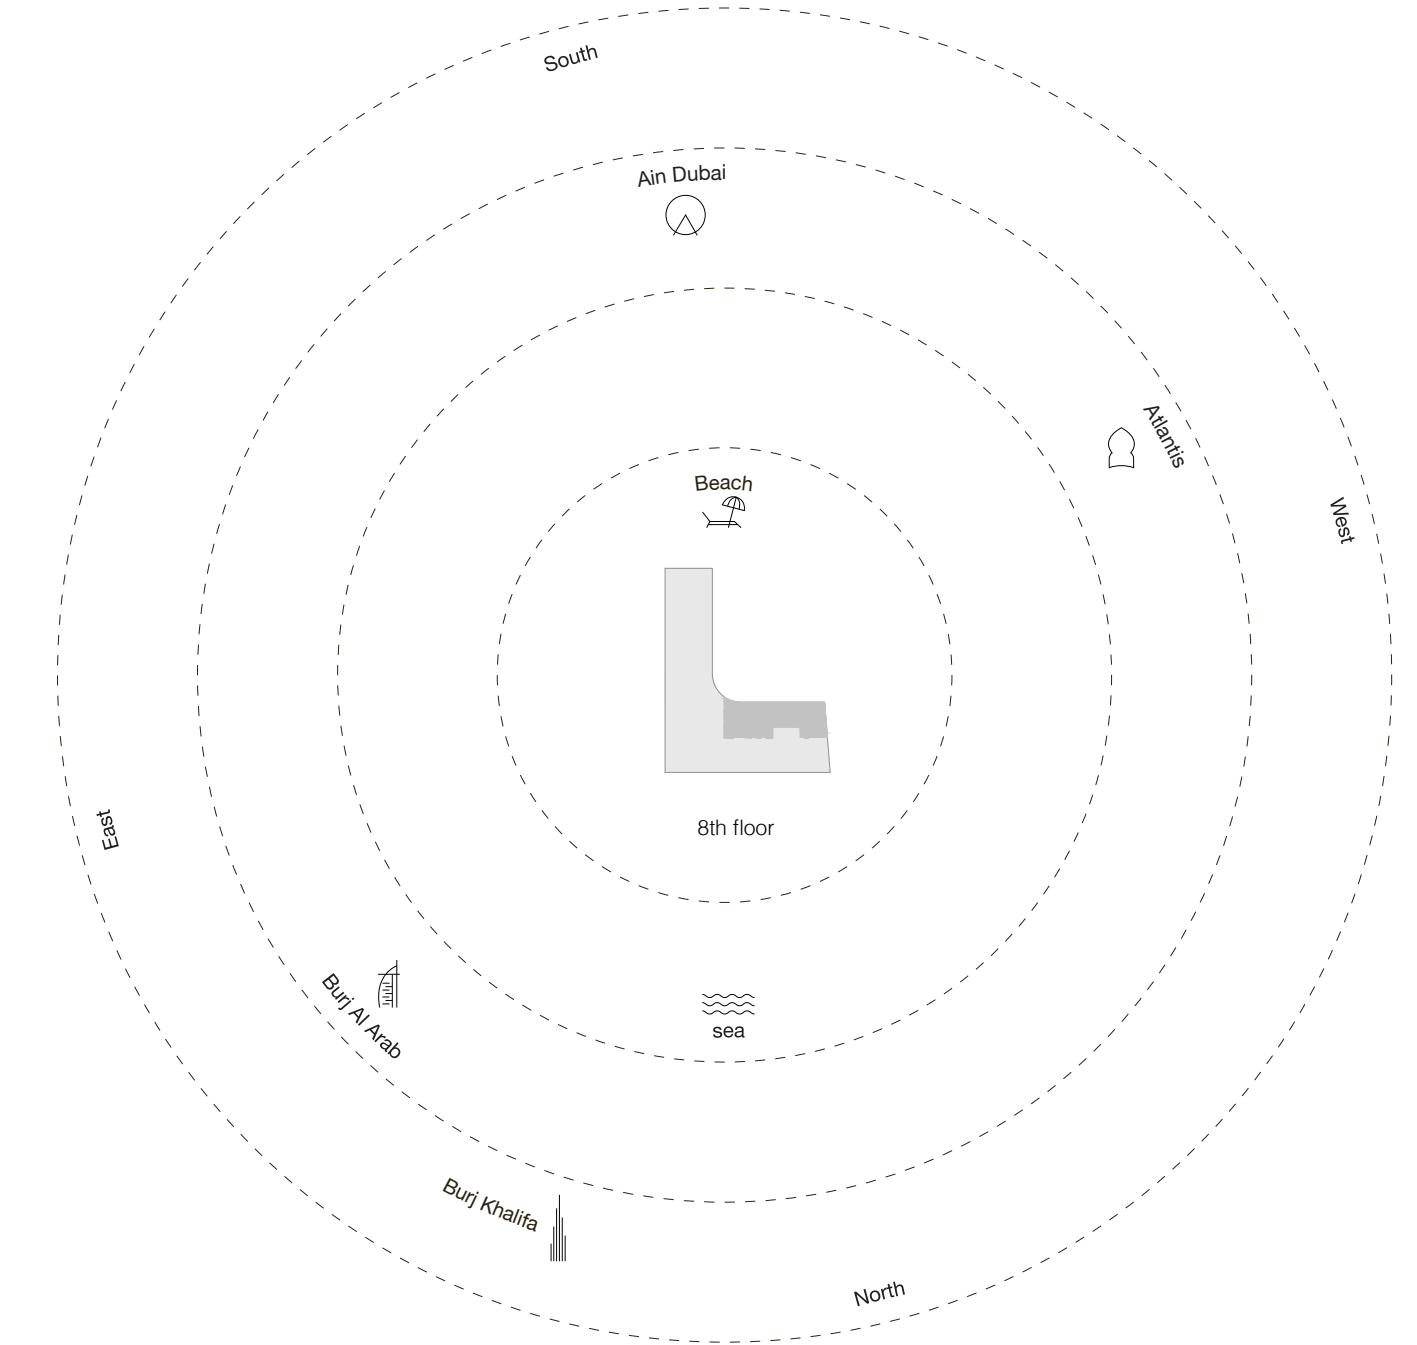 South
Ain Dubai
Atlantis
Beach
West
8th floor
East
Burj Al Arab
sea
Burj Khalifa
North